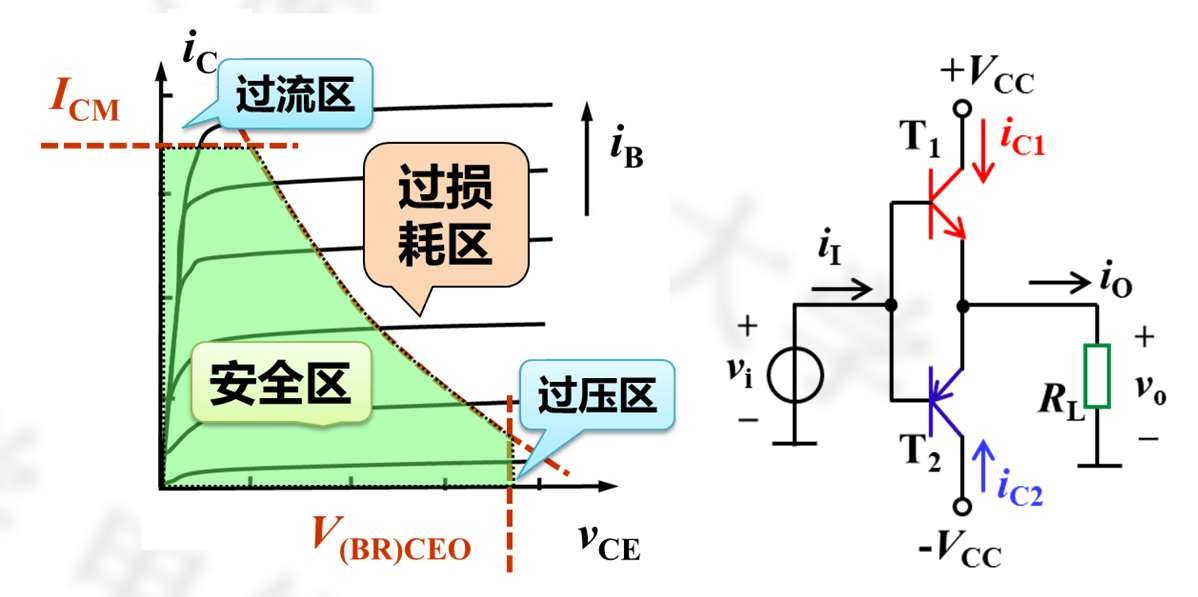 iC
ICM
过流区
iB
过损
耗区
安全区
过压区
V(BR)CEO
vCE
+VCC
T1
iC1
iI
iO
+
vi
−
+
RL
vo
−
T2
iC2
-VCC